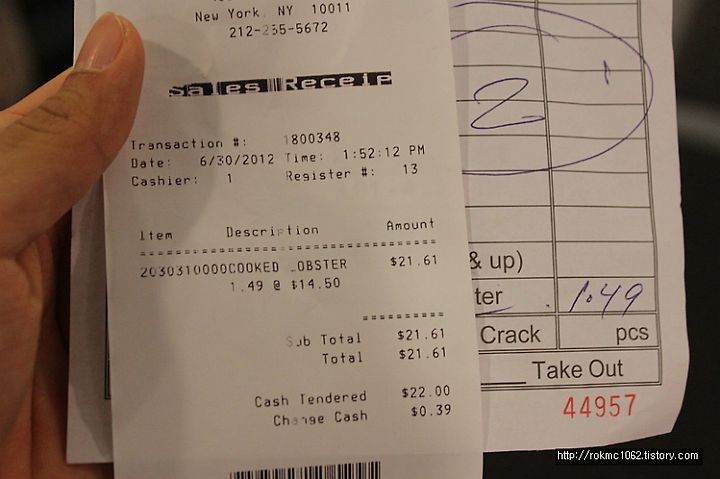 New York, NY 10011
212-255-5672
Sales Receip
Transaction #: 1800348
Date: 6/30/2012 Time: 1:52:12 PM
Cashier: 1 Register #: 13
Item Description Amount
2030310000COOKED LOBSTER $21.61
1.49 @ $14.50
Sub Total $21.61
Total $21.61
Cash Tendered $22.00
Change Cash $0.39
2
& up)
ter 1.49
Crack pcs
Take Out
44957
http://rokmc1062.tistory.com